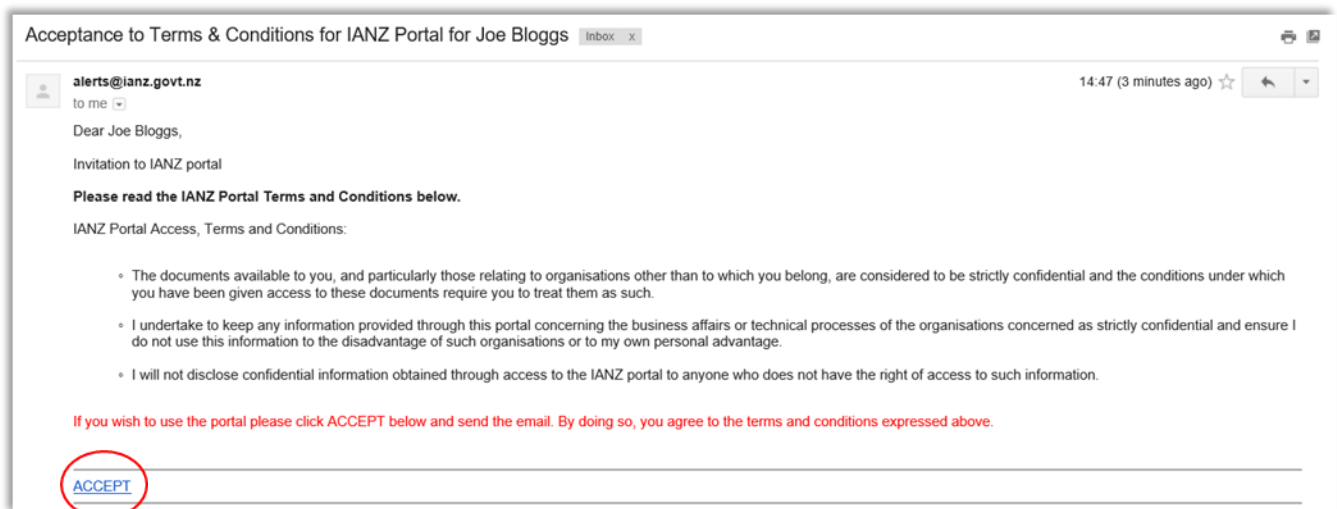 Acceptance to Terms & Conditions for IANZ Portal for Joe Bloggs Inbox x
alerts@ianz.govt.nz 14:47 (3 minutes ago)
to me
Dear Joe Bloggs,
Invitation to IANZ portal
Please read the IANZ Portal Terms and Conditions below.
IANZ Portal Access, Terms and Conditions:
◦ The documents available to you, and particularly those relating to organisations other than to which you belong, are considered to be strictly confidential and the conditions under which
you have been given access to these documents require you to treat them as such.
◦ I undertake to keep any information provided through this portal concerning the business affairs or technical processes of the organisations concerned as strictly confidential and ensure I
do not use this information to the disadvantage of such organisations or to my own personal advantage.
◦ I will not disclose confidential information obtained through access to the IANZ portal to anyone who does not have the right of access to such information.
If you wish to use the portal please click ACCEPT below and send the email. By doing so, you agree to the terms and conditions expressed above.
ACCEPT